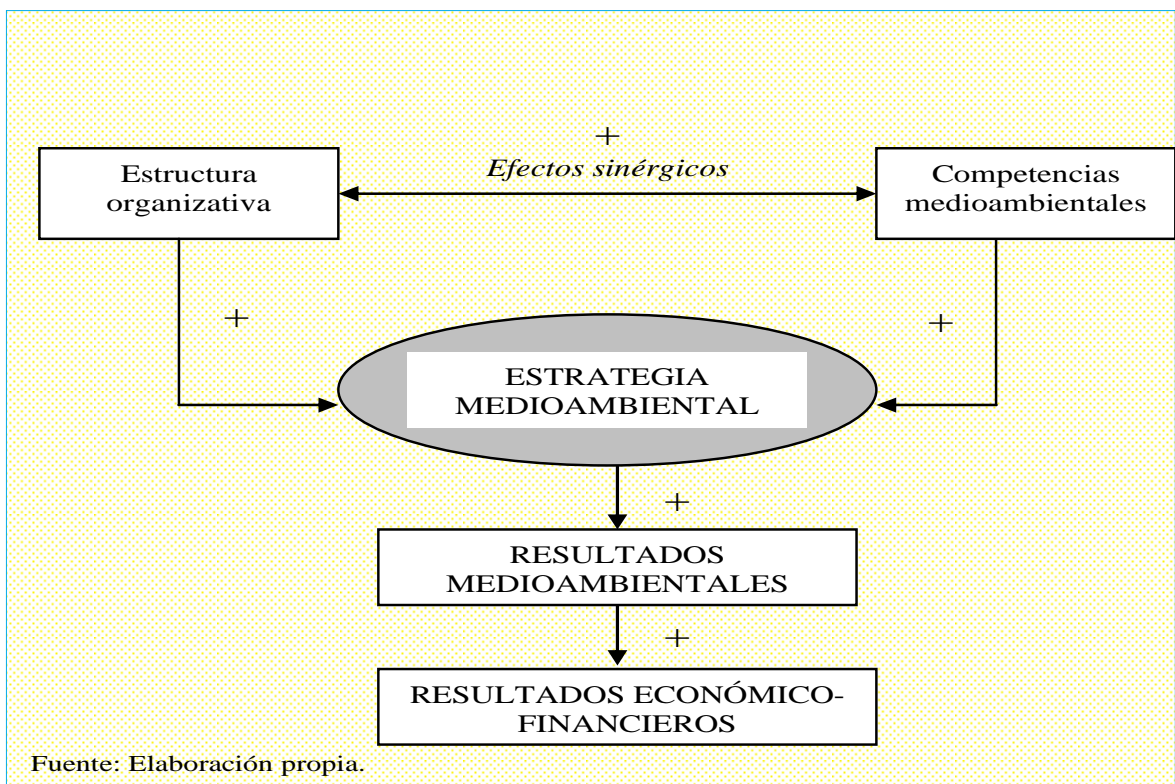 +
Efectos sinérgicos
Estructura
organizativa
Competencias
medioambientales
+
+
ESTRATEGIA
MEDIOAMBIENTAL
+
RESULTADOS
MEDIOAMBIENTALES
+
RESULTADOS ECONÓMICO-
FINANCIEROS
Fuente: Elaboración propia.